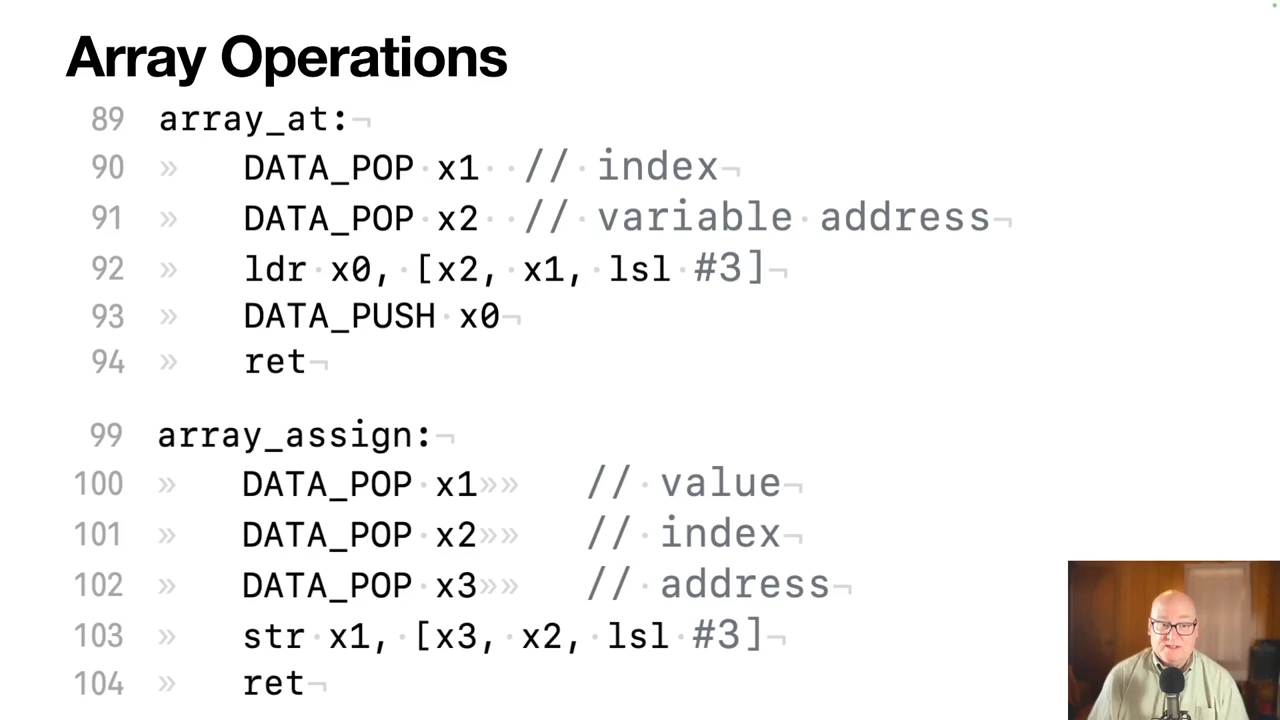 Array Operations
89 array_at:¬
90 » DATA_POP·x1··//·index¬
91 » DATA_POP·x2··//·variable·address¬
92 » ldr·x0,·[x2,·x1,·lsl·#3]¬
93 » DATA_PUSH·x0¬
94 » ret¬
99 array_assign:¬
100 » DATA_POP·x1»» //·value¬
101 » DATA_POP·x2»» //·index¬
102 » DATA_POP·x3»» //·address¬
103 » str·x1,·[x3,·x2,·lsl·#3]¬
104 » ret¬